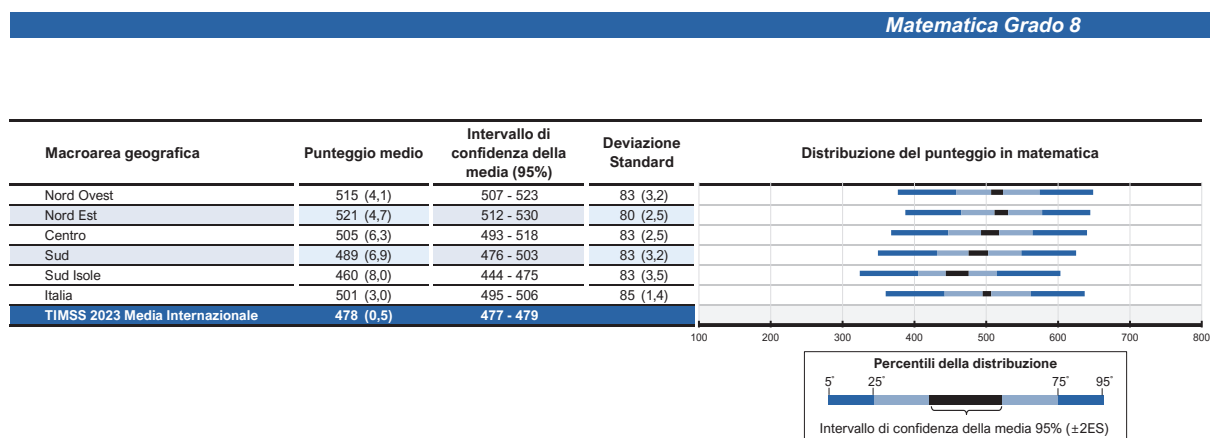 Matematica Grado 8
Macroarea geografica Punteggio medio Intervallo di confidenza della media (95%) Deviazione Standard Distribuzione del punteggio in matematica
Nord Ovest 515 (4,1) 507 - 523 83 (3,2)
Nord Est 521 (4,7) 512 - 530 80 (2,5)
Centro 505 (6,3) 493 - 518 83 (2,5)
Sud 489 (6,9) 476 - 503 83 (3,2)
Sud Isole 460 (8,0) 444 - 475 83 (3,5)
Italia 501 (3,0) 495 - 506 85 (1,4)
TIMSS 2023 Media Internazionale 478 (0,5) 477 - 479
100 200 300 400 500 600 700 800
Percentili della distribuzione
5° 25° 75° 95°
Intervallo di confidenza della media 95% (±2ES)